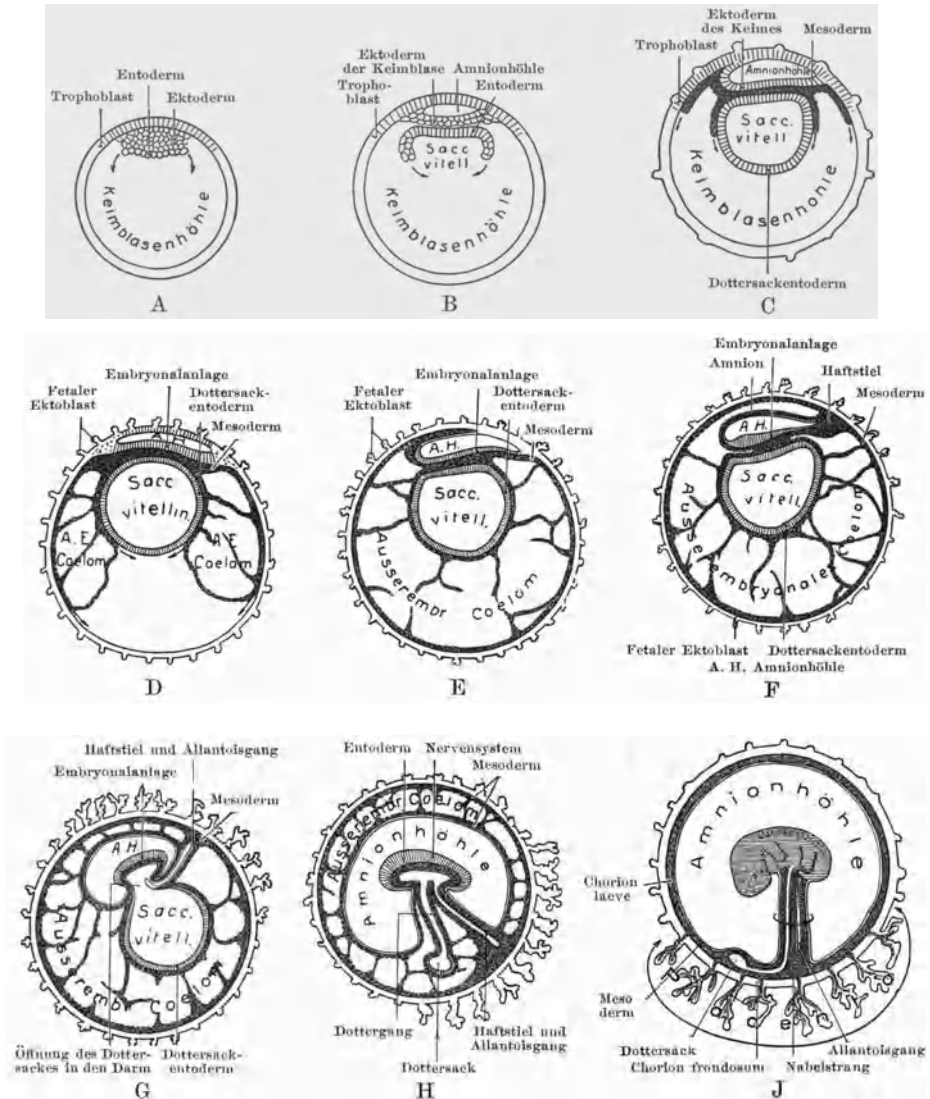 Entoderm
Trophoblast
Ektoderm
Keimblasenhöhle
A
Ektoderm
der Keimblase
Amnionhöhle
Tropho-
blast
Entoderm
Sacc
vitell.
Keimblasenhöhle
B
Ektoderm
des Keimes
Mesoderm
Trophoblast
Amnionhöhle
Sacc.
vitell
Keimblasenhöhle
Dottersackentoderm
C
Embryonalanlage
Fetaler
Ektoblast
Dottersack-
entoderm
Mesoderm
Sacc
vitellin.
A. E
Coelom
A. E
Coelom
D
Embryonalanlage
Fetaler
Ektoblast
Dottersack-
entoderm
Mesoderm
A. H.
Sacc.
vitell.
Ausserembr Coelom
E
Embryonalanlage
Amnion
Haftstiel
Mesoderm
A H.
Sacc.
vitell.
Ausserembryonales Coelom
Fetaler Ektoblast
Dottersackentoderm
A. H. Amnionhöhle
F
Haftstiel und Allantoisgang
Embryonalanlage
Mesoderm
A H
Sacc.
vitell.
Ausserembr Coelom
Öffnung des Dotter-
sackes in den Darm
Dottersack-
entoderm
G
Entoderm
Nervensystem
Mesoderm
Ausserembr Coelom
Amnionhöhle
Dottergang
Haftstiel und
Allantoisgang
Dottersack
H
Amnionhöhle
Chorion
laeve
Meso
derm
Dottersack
Allantoisgang
Chorion frondosum
Nabelstrang
J